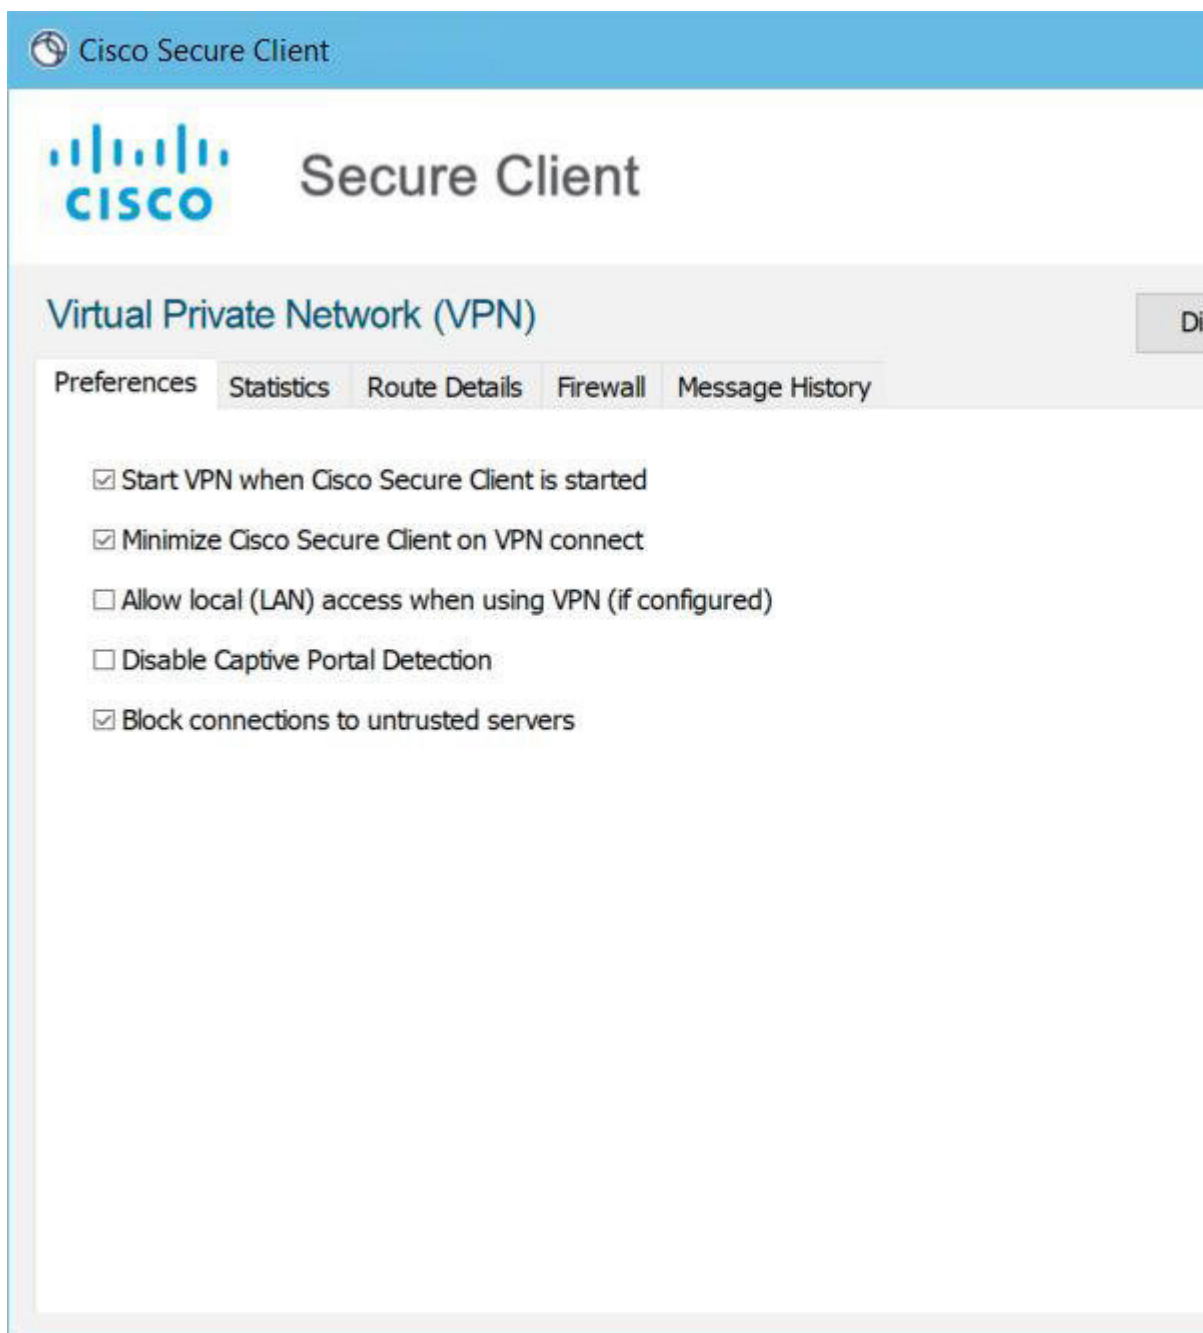 Cisco Secure Client
CISCO
Secure Client
Virtual Private Network (VPN)
Di
Preferences
Statistics
Route Details
Firewall
Message History
Start VPN when Cisco Secure Client is started
Minimize Cisco Secure Client on VPN connect
Allow local (LAN) access when using VPN (if configured)
Disable Captive Portal Detection
Block connections to untrusted servers